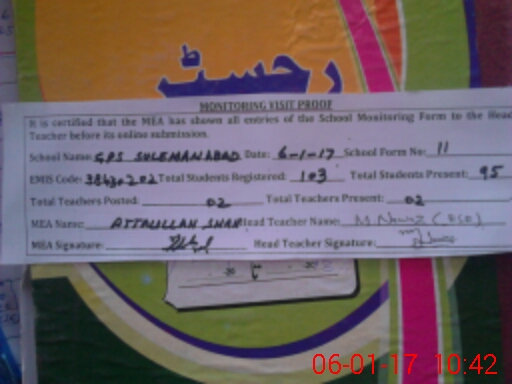 رجسٹر
MONITORING VISIT PROOF
It is certified that the MEA has shown all entries of the School Monitoring Form to the Head
Teacher before its online submission.
School Name: GPS SULEMANABAD Date: 6-1-17 School Form No: 11
EMIS Code: Total Students Registered: 103 Total Students Present: 95
Total Teachers Posted: 02 Total Teachers Present: 02
MEA Name: ATTAULLAH SHAH Head Teacher Name: M Nawaz
MEA Signature: Head Teacher Signature:
06-01-17 10:42